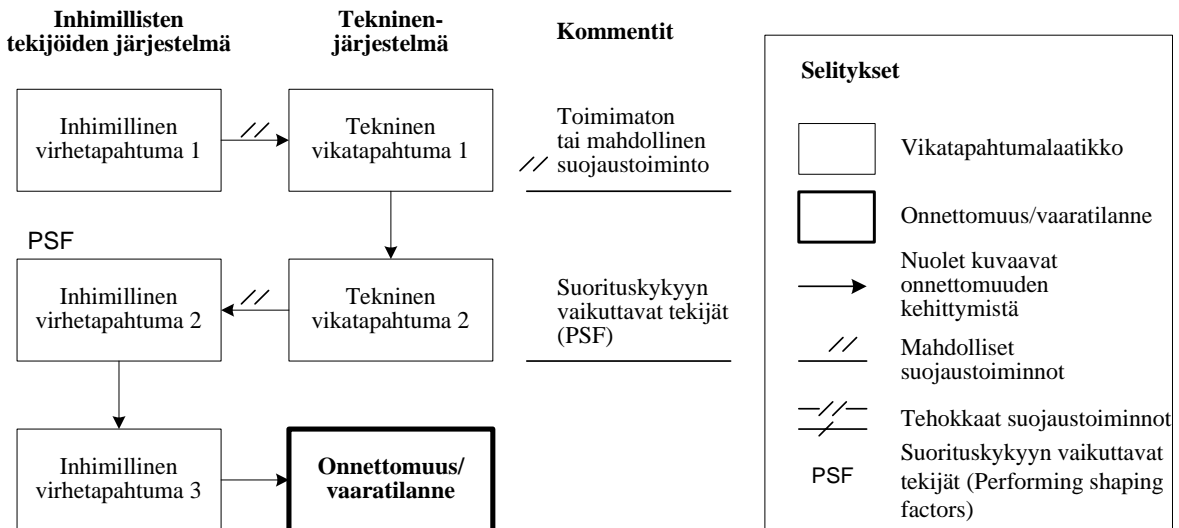 Inhimillisten
tekijöiden järjestelmä
Tekninen-
järjestelmä
Kommentit
Inhimillinen
virhetapahtuma 1
Tekninen
vikatapahtuma 1
Toimimaton
tai mahdollinen
suojaustoiminto
PSF
Inhimillinen
virhetapahtuma 2
Tekninen
vikatapahtuma 2
Suorituskykyyn
vaikuttavat tekijät
(PSF)
Inhimillinen
virhetapahtuma 3
Onnettomuus/
vaaratilanne
Selitykset
Vikatapahtumalaatikko
Onnettomuus/vaaratilanne
Nuolet kuvaavat
onnettomuuden
kehittymistä
Mahdolliset
suojaustoiminnot
Tehokkaat suojaustoiminnot
PSF
Suorituskykyyn vaikuttavat
tekijät (Performing shaping
factors)